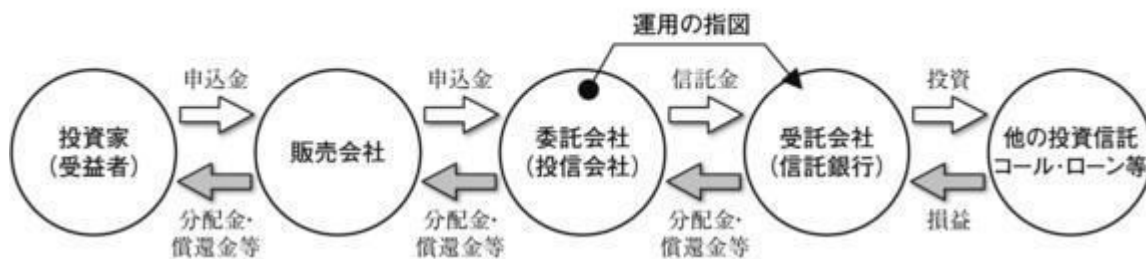 運用の指図
申込金
申込金
信託金
投資
投資家
(受益者)
販売会社
委託会社
(投信会社)
受託会社
(信託銀行)
他の投資信託
コール・ローン等
分配金・
償還金等
分配金・
償還金等
分配金・
償還金等
損益